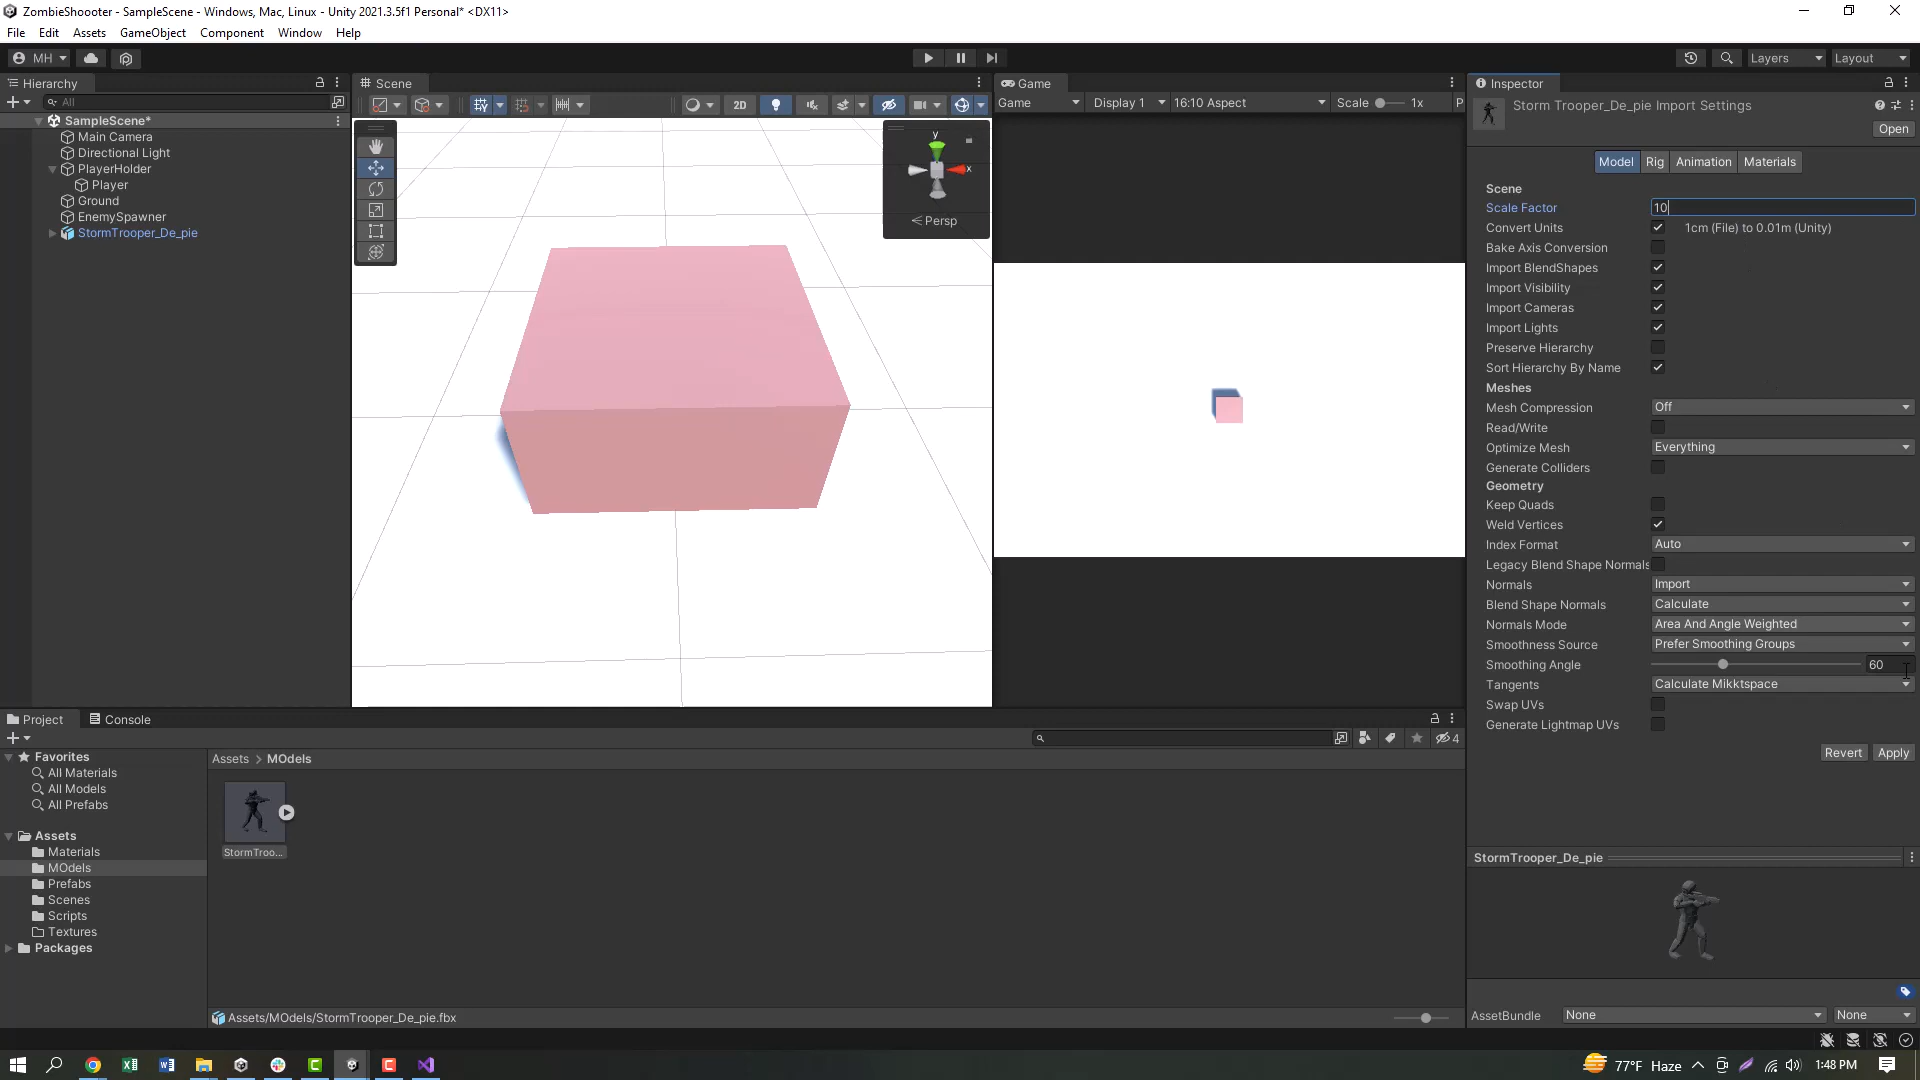 ZombieShoooter - SampleScene - Windows, Mac, Linux - Unity 2021.3.5f1 Personal* <DX11>
File Edit Assets GameObject Component Window Help
MH Layers Layout
Hierarchy
All
SampleScene*
Main Camera
Directional Light
PlayerHolder
Player
Ground
EnemySpawner
StormTrooper_De_pie
Scene
2D
y
x
Persp
Game
Game Display 1 16:10 Aspect Scale 1x P
Inspector
Storm Trooper_De_pie Import Settings
Open
Model Rig Animation Materials
Scene
Scale Factor 10
Convert Units 1cm (File) to 0.01m (Unity)
Bake Axis Conversion
Import BlendShapes
Import Visibility
Import Cameras
Import Lights
Preserve Hierarchy
Sort Hierarchy By Name
Meshes
Mesh Compression Off
Read/Write
Optimize Mesh Everything
Generate Colliders
Geometry
Keep Quads
Weld Vertices
Index Format Auto
Legacy Blend Shape Normals
Normals Import
Blend Shape Normals Calculate
Normals Mode Area And Angle Weighted
Smoothness Source Prefer Smoothing Groups
Smoothing Angle 60
Tangents Calculate Mikktspace
Swap UVs
Generate Lightmap UVs
Revert Apply
StormTrooper_De_pie
AssetBundle None None
Project Console
4
Favorites
All Materials
All Models
All Prefabs
Assets
Materials
MOdels
Prefabs
Scenes
Scripts
Textures
Packages
Assets > MOdels
StormTroo...
Assets/MOdels/StormTrooper_De_pie.fbx
77°F Haze 1:48 PM